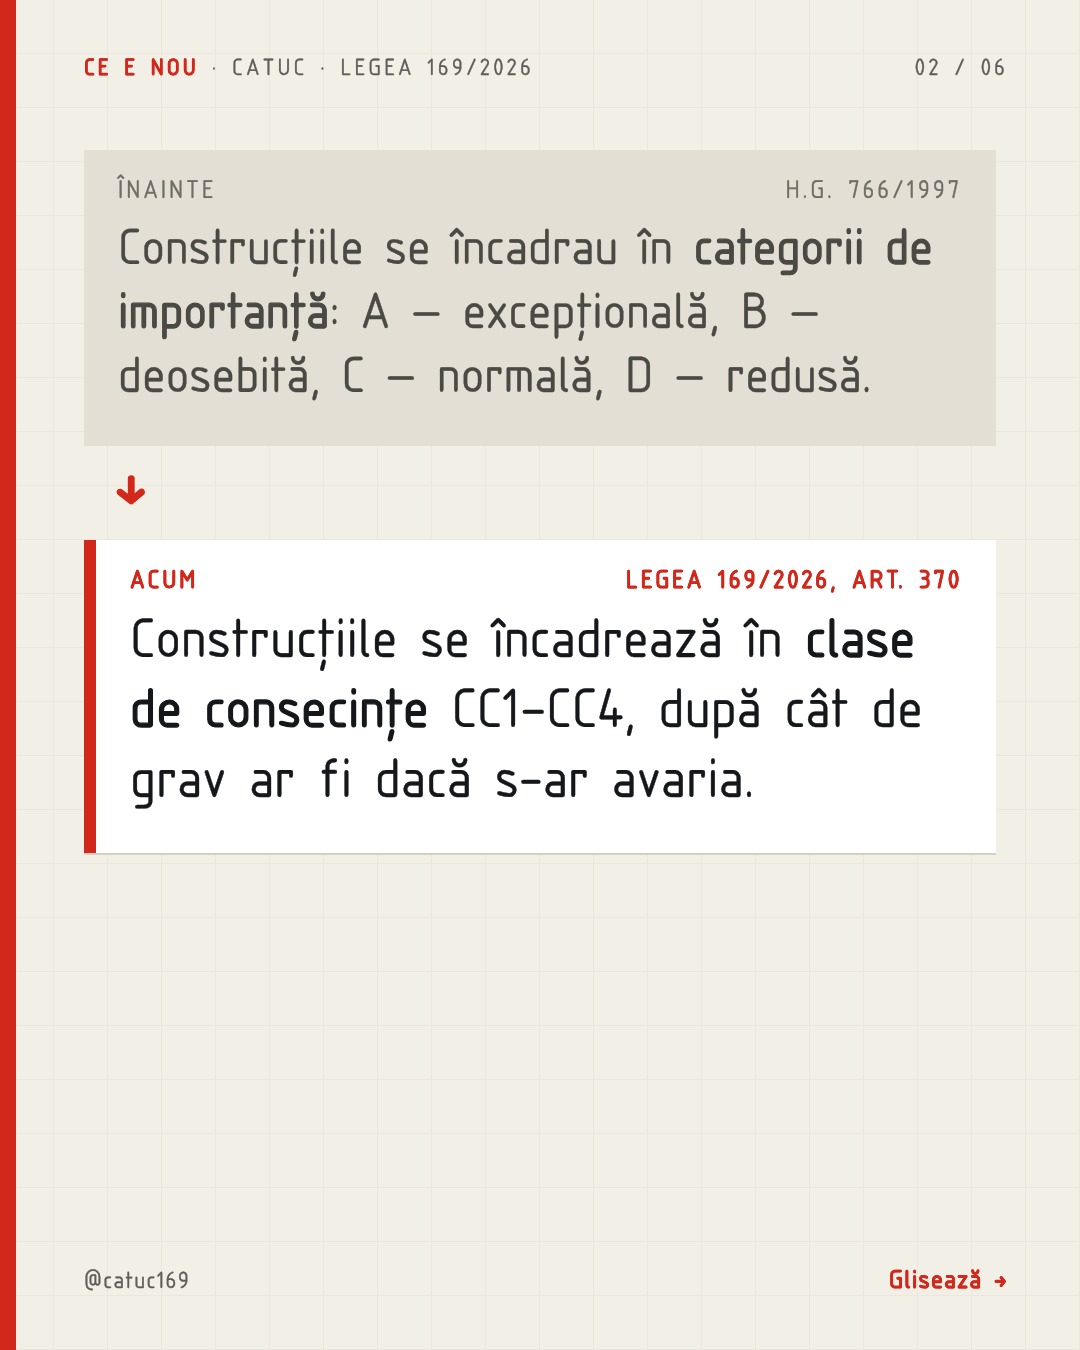 CE E NOU · CATUC · LEGEA 169/2026
02 / 06
ÎNAINTE
H.G. 766/1997
Construcțiile se încadrau în categorii de
importanță: A – excepțională, B –
deosebită, C – normală, D – redusă.
ACUM
LEGEA 169/2026, ART. 370
Construcțiile se încadrează în clase
de consecințe CC1–CC4, după cât de
grav ar fi dacă s-ar avaria.
@catuc169
Glisează →